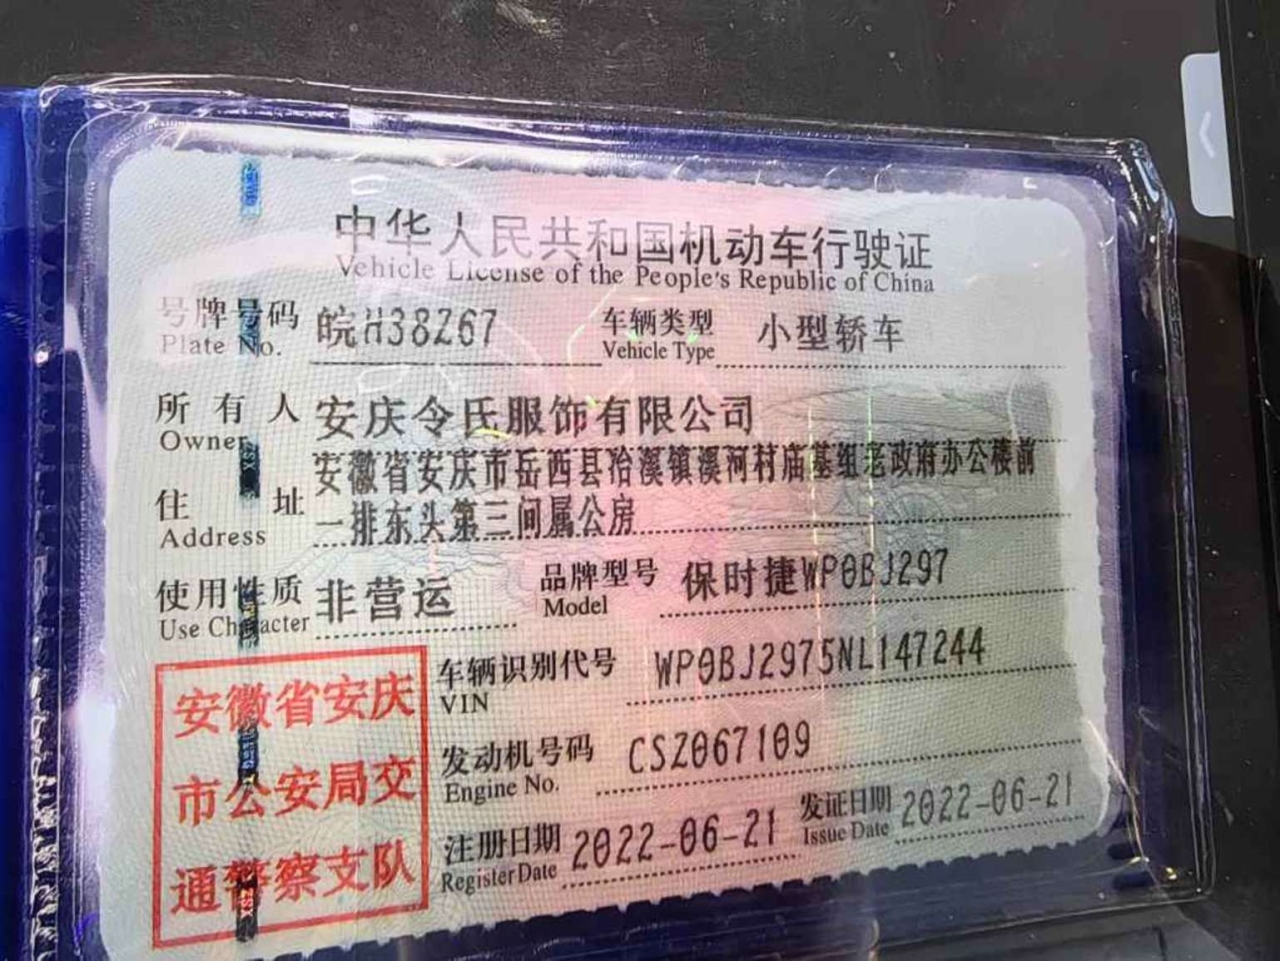 中华人民共和国机动车行驶证
Vehicle License of the People's Republic of China
号牌号码 皖H38Z67 车辆类型 小型轿车
Plate No. Vehicle Type
所有人 安庆令氏服饰有限公司
Owner
安徽省安庆市岳西县冶溪镇溪河村庙基组老政府办公楼前
住址 一排东头第三间属公房
Address
使用性质 非营运 品牌型号 保时捷WP0BJ297
Use Character Model
车辆识别代号 WP0BJ2975NL147244
VIN
发动机号码 CSZ067109
Engine No.
注册日期 2022-06-21 发证日期 2022-06-21
Register Date Issue Date
安徽省安庆
市公安局交
通警察支队